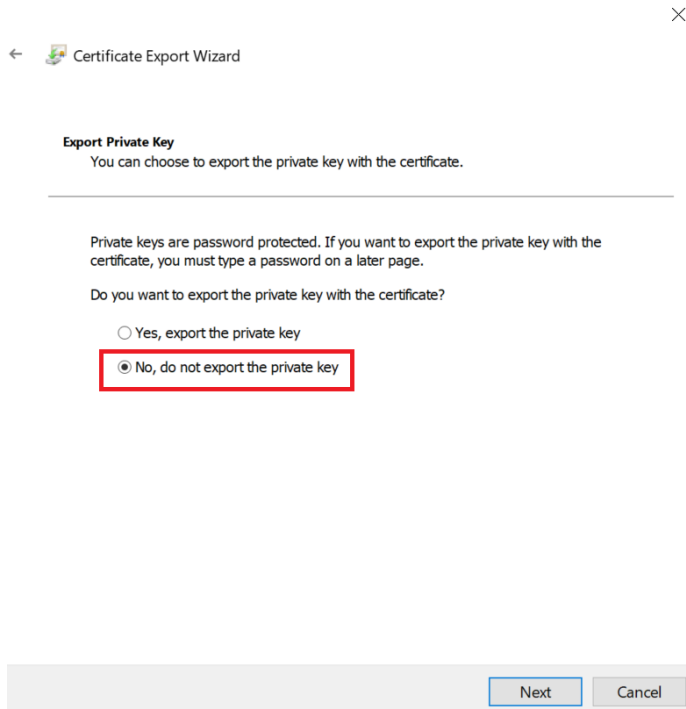 Certificate Export Wizard
Export Private Key
You can choose to export the private key with the certificate.
Private keys are password protected. If you want to export the private key with the
certificate, you must type a password on a later page.
Do you want to export the private key with the certificate?
Yes, export the private key
No, do not export the private key
Next Cancel